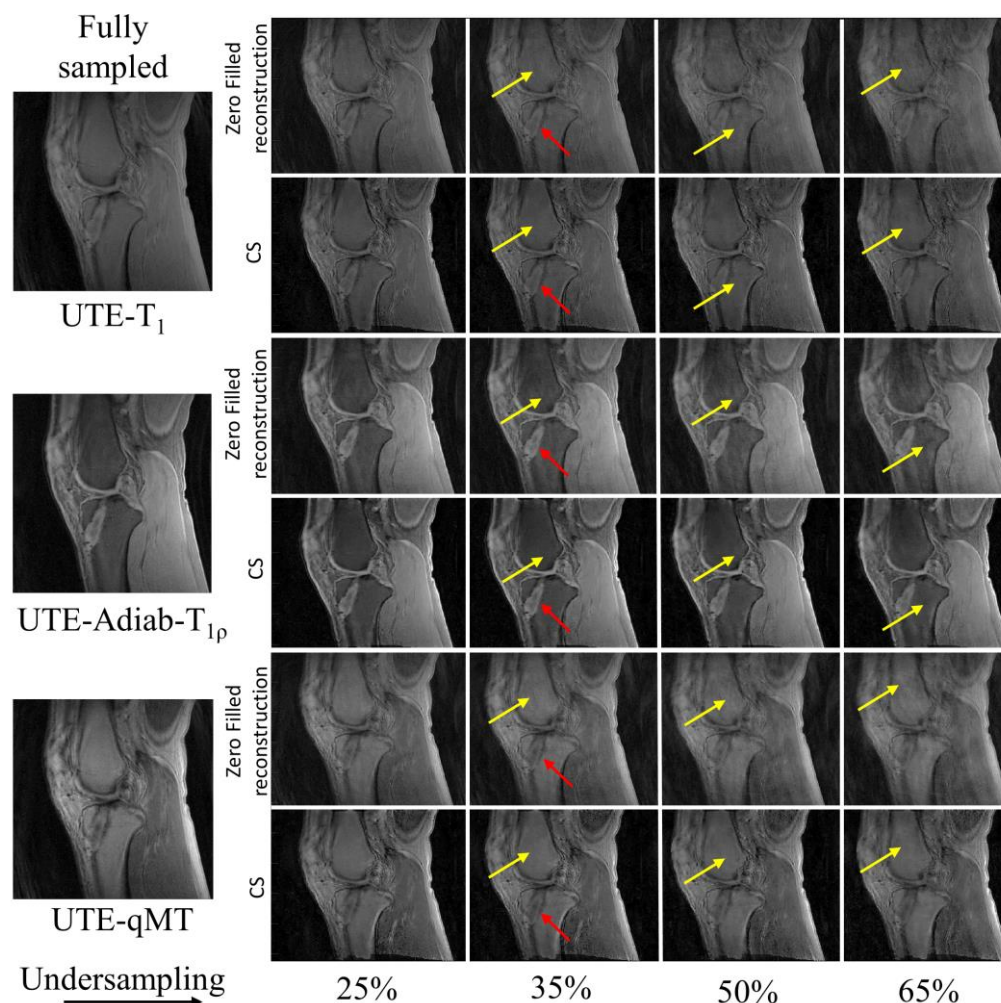 Fully
sampled
UTE-T₁
UTE-Adiab-T₁ρ
UTE-qMT
Undersampling
Zero Filled
reconstruction
CS
Zero Filled
reconstruction
CS
Zero Filled
reconstruction
CS
25%
35%
50%
65%